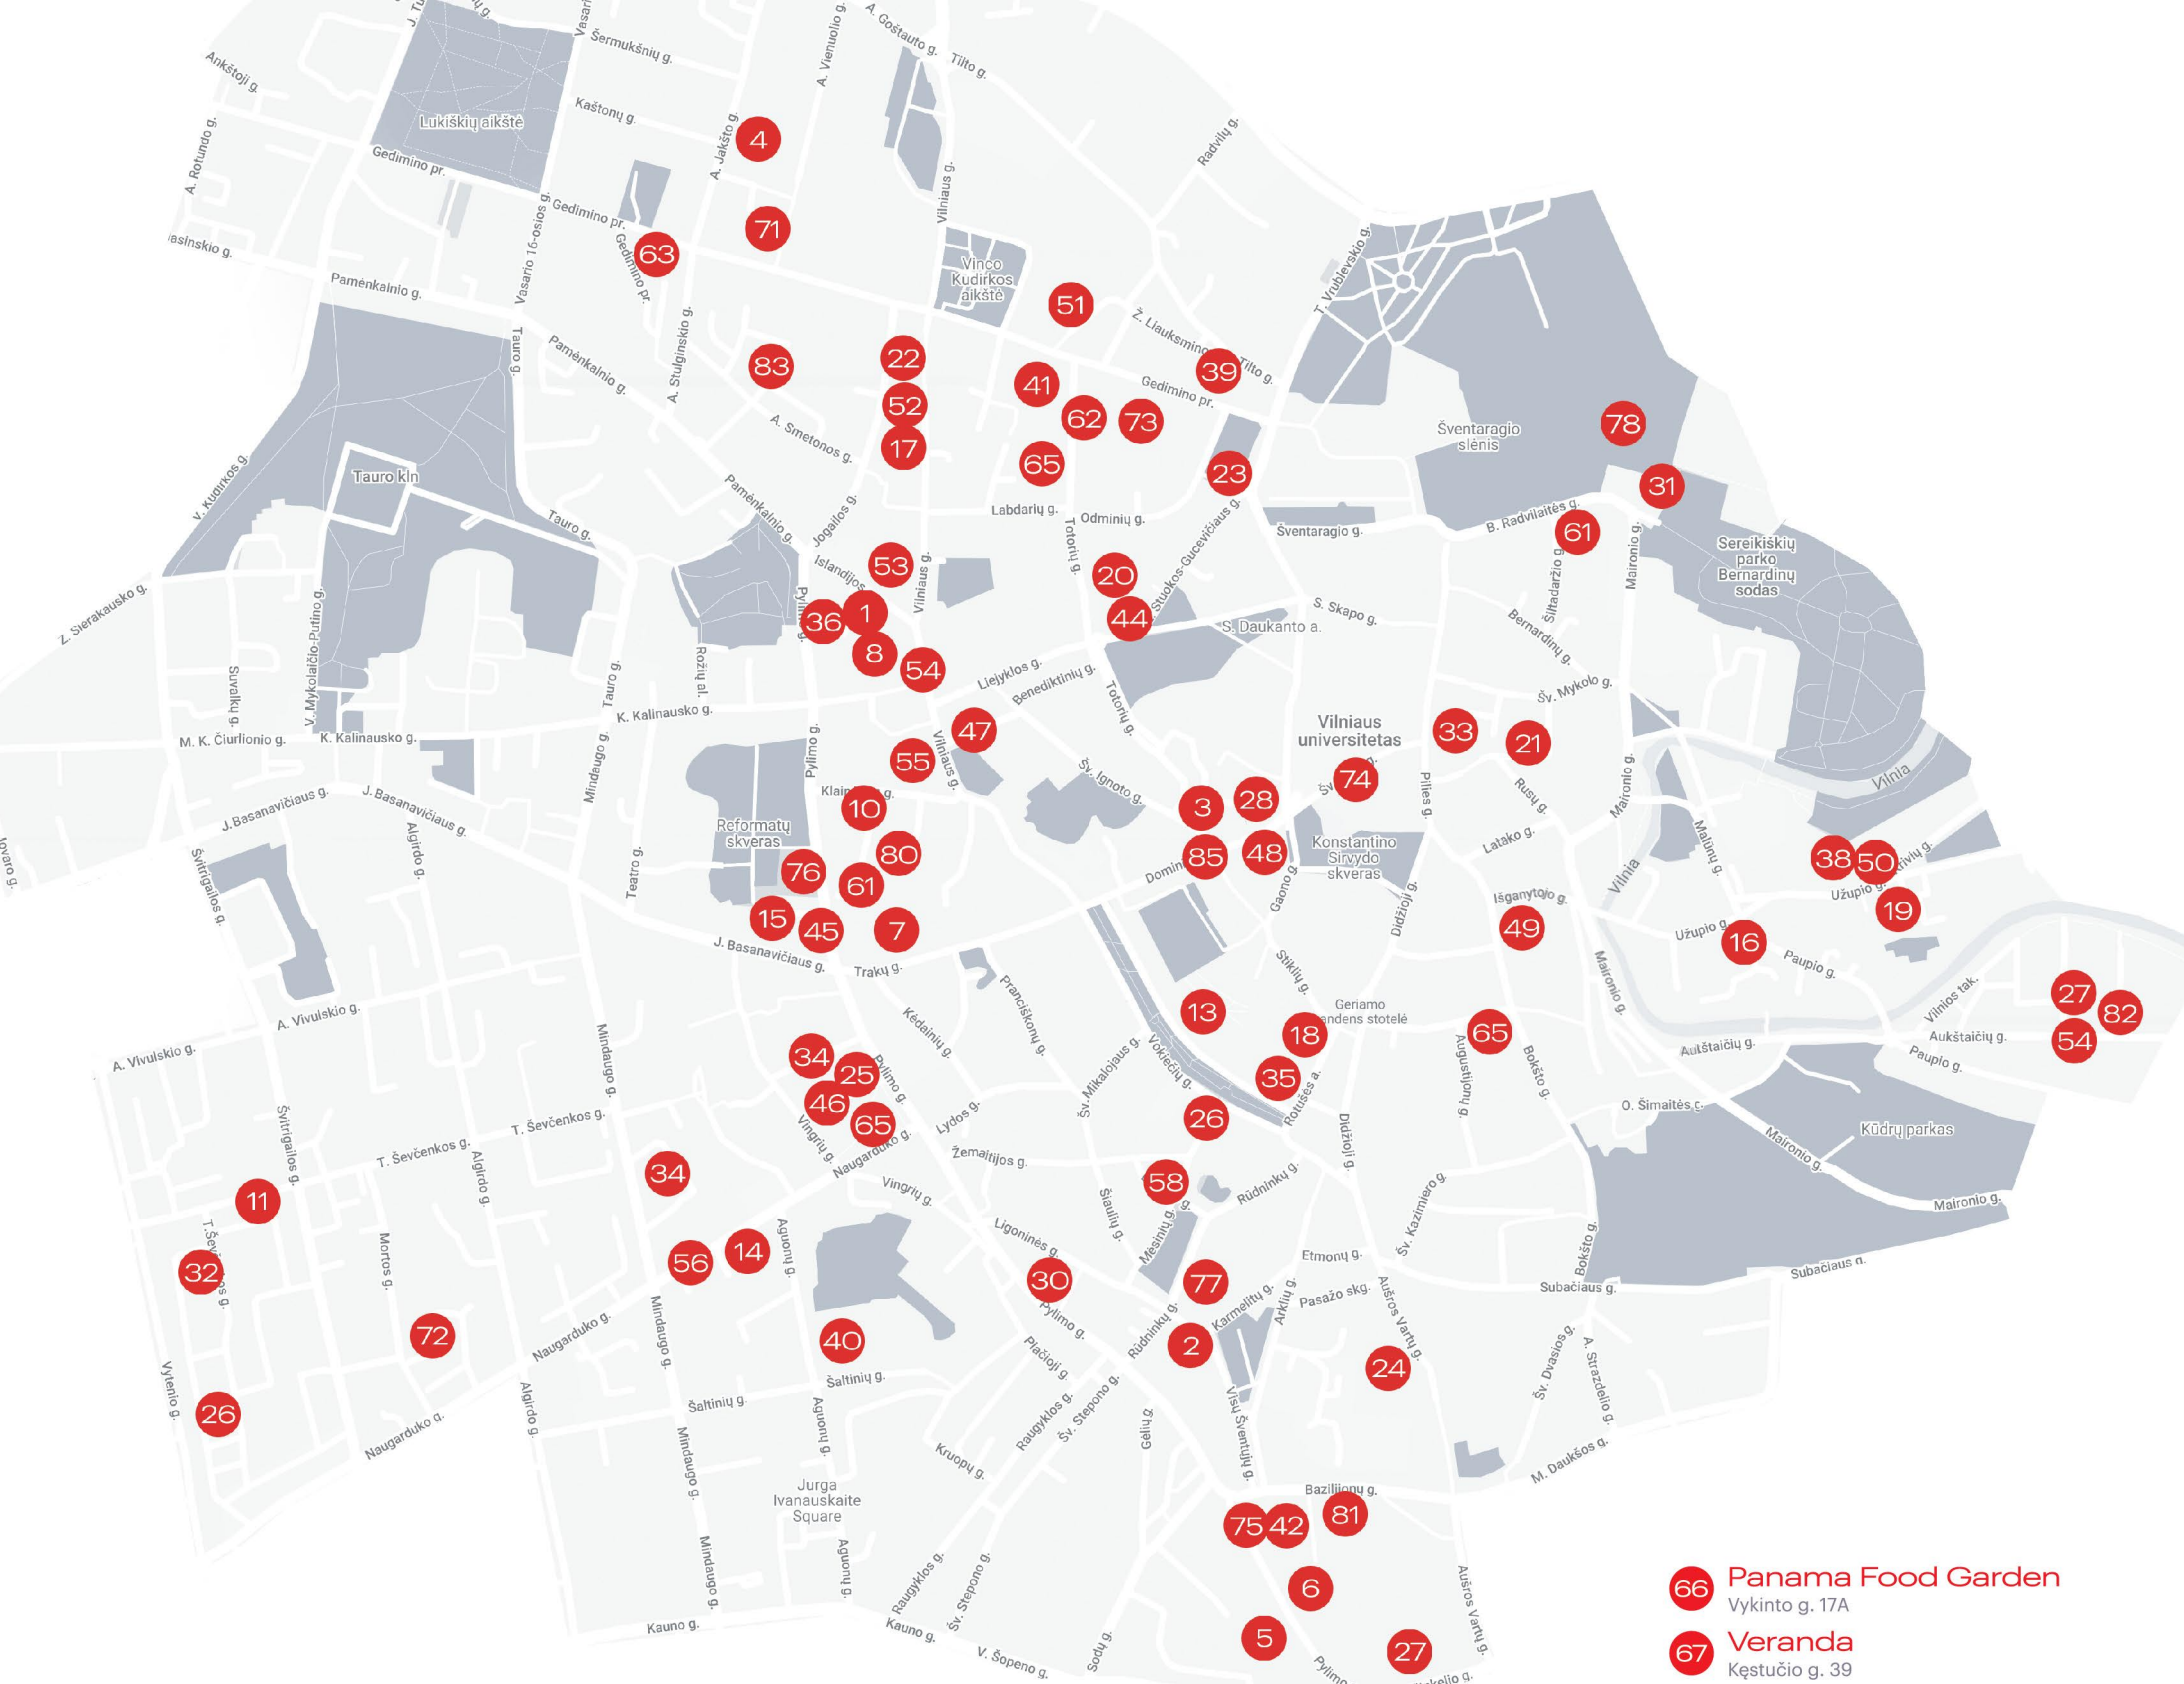 J. Tu
ų g.
Vasari
Šermukšnių g.
A. Vienuolio g.
A. Goštauto g.
Tilto g.
Ankštoji g.
Kaštonų g.
Lukiškių aikštė
A. Jakšto g.
4
Radvilų g.
A. Rotundo g.
Gedimino pr.
Vilniaus g.
Gedimino pr.
71
63
Vasario 16-osios g.
Gedimino pr.
asinskio g.
Pamėnkalnio g.
Vinco
Kudirkos
aikštė
51
T. Vrublevskio g.
Ž. Liauksmino
Tauro g.
Pamėnkalnio g.
A. Stulginskio g.
83
22
41
39
Tilto g.
Gedimino pr.
52
62
73
78
A. Smetonos g.
17
65
Šventaragio
slėnis
23
31
Tauro kln
V. Kudirkos g.
Pamėnkalnio g.
Jogailos g.
Labdarių g.
Odminių g.
Totorių g.
Šventaragio g.
B. Radvilaitės g.
61
Tauro g.
Sereikiškių
parko
Bernardinų
sodas
Maironio g.
Šiltadaržio g.
Islandijos
53
Vilniaus g.
20
Stuokos-Gucevičiaus g.
Z. Sierakausko g.
V. Mykolaičio-Putino g.
36
1
44
S. Skapo g.
S. Daukanto a.
Bernardinų g.
8
54
Suvalkų g.
Tauro g.
Rožių al.
Liejyklos g.
Benediktinių g.
Totorių g.
Šv. Mykolo g.
K. Kalinausko g.
M. K. Čiurlionio g.
K. Kalinausko g.
47
Vilniaus
universitetas
33
21
Pylimo g.
55
Vilniaus g.
Šv. Ignoto g.
74
Mindaugo g.
J.Basanavičiaus g.
J. Basanavičiaus g.
10
3
28
Pilies g.
Rusų g.
Maironio g.
Vilnia
Reformatų
skveras
80
85
48
Konstantino
Sirvydo
skveras
Latako g.
Malūnų g.
38
50
Krivių g.
Švitrigailos g.
Algirdo g.
Teatro g.
76
61
Gaono g.
Didžioji g.
Išganytojo g.
Vilnia
Užupio g.
19
15
45
7
49
Užupio g.
16
J. Basanavičiaus g.
Trakų g.
Paupio g.
Stiklių g.
Pranciškonų g.
Maironio g.
27
82
Vilnios tak.
A. Vivulskio g.
Kėdainių g.
13
Geriamo
andens stotelė
18
65
54
Aukštaičių g.
A. Vivulskio g.
34
25
Pylimo g.
Šv. Mikalojaus g.
Vokiečių g.
35
Augustijonų g.
Bokšto g.
Paupio g.
Mindaugo g.
46
65
26
Rotušės a.
O. Šimaitės g.
Kūdrų parkas
T. Ševčenkos g.
Vingrių g.
Naugarduko g.
Lydos g.
Didžioji g.
Maironio g.
Švitrigailos g.
T. Ševčenkos g.
Algirdo g.
Žemaitijos g.
34
Vingrių g.
58
Rūdninkų g.
Šv. Kazimiero g.
Maironio g.
11
Šiaulių g.
Mėsinių g.
32
Mortos g.
56
14
Aguonų g.
Ligoninės g.
Etmonų g.
Bokšto g.
Subačiaus g.
30
77
Karmelitų g.
Arklių g.
Pasažo skg.
Subačiaus g.
72
Naugarduko g.
Mindaugo g.
40
Pylimo g.
Rūdninkų g.
2
Aušros Vartų g.
24
Vytenio g.
26
Algirdo g.
Šaltinių g.
Šaltinių g.
Plačioji g.
Šv. Dvasios g.
A. Strazdelio g.
Naugarduko g.
Aguonų g.
Raugyklos g.
Šv. Stepono g.
Gėlių g.
Visų Šventųjų g.
Mindaugo g.
Kruopų g.
M. Daukšos g.
Jurga
Ivanauskaite
Square
Bazilijonų g.
75
42
81
Mindaugo g.
Aguonų g.
Raugyklos g.
Šv. Stepono g.
6
Aušros Vartų g.
66 Panama Food Garden
Vykinto g. 17A
Kauno g.
Kauno g.
V. Šopeno g.
Sodų g.
5
27
Pylimo
67 Veranda
Kęstučio g. 39